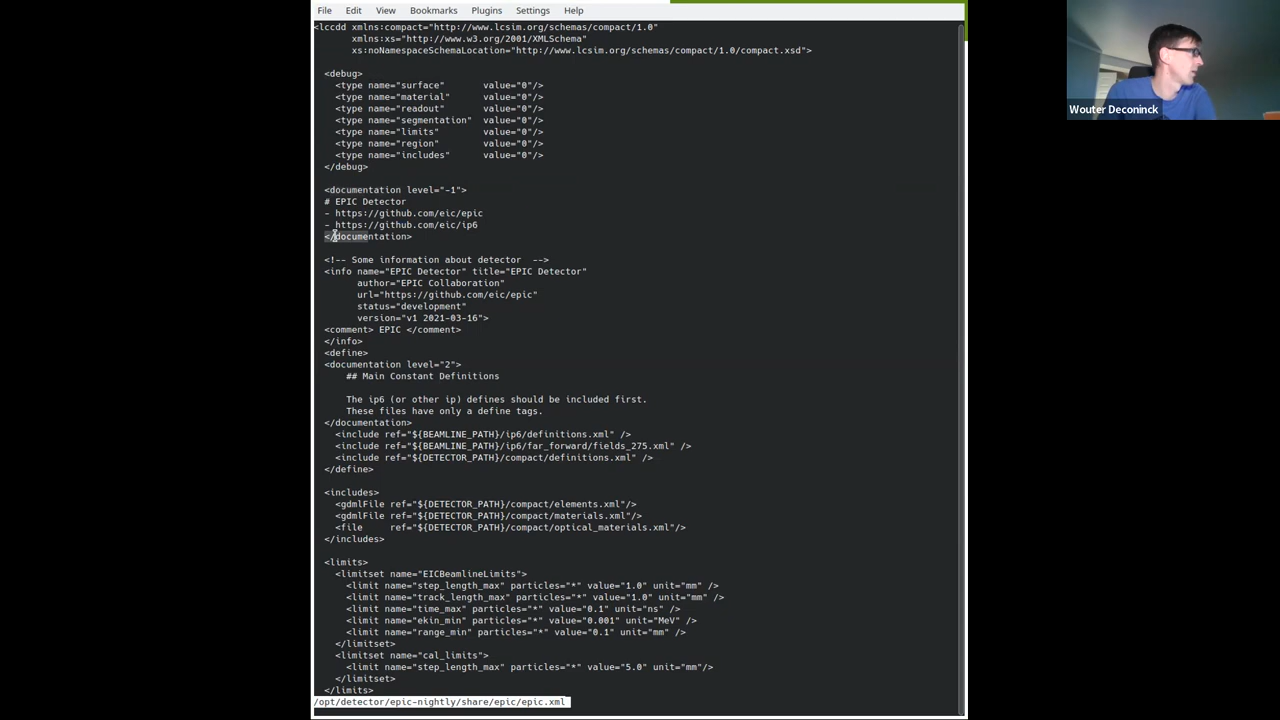 File Edit View Bookmarks Plugins Settings Help
<lccdd xmlns:compact="http://www.lcsim.org/schemas/compact/1.0"
xmlns:xs="http://www.w3.org/2001/XMLSchema"
xs:noNamespaceSchemaLocation="http://www.lcsim.org/schemas/compact/1.0/compact.xsd">
<debug>
<type name="surface" value="0"/>
<type name="material" value="0"/>
<type name="readout" value="0"/>
<type name="segmentation" value="0"/>
<type name="limits" value="0"/>
<type name="region" value="0"/>
<type name="includes" value="0"/>
</debug>
<documentation level="-1">
# EPIC Detector
- https://github.com/eic/epic
- https://github.com/eic/ip6
</documentation>
<!-- Some information about detector -->
<info name="EPIC Detector" title="EPIC Detector"
author="EPIC Collaboration"
url="https://github.com/eic/epic"
status="development"
version="v1 2021-03-16">
<comment> EPIC </comment>
</info>
<define>
<documentation level="2">
## Main Constant Definitions
The ip6 (or other ip) defines should be included first.
These files have only a define tags.
</documentation>
<include ref="${BEAMLINE_PATH}/ip6/definitions.xml" />
<include ref="${BEAMLINE_PATH}/ip6/far_forward/fields_275.xml" />
<include ref="${DETECTOR_PATH}/compact/definitions.xml" />
</define>
<includes>
<gdmlFile ref="${DETECTOR_PATH}/compact/elements.xml"/>
<gdmlFile ref="${DETECTOR_PATH}/compact/materials.xml"/>
<file ref="${DETECTOR_PATH}/compact/optical_materials.xml"/>
</includes>
<limits>
<limitset name="EICBeamlineLimits">
<limit name="step_length_max" particles="*" value="1.0" unit="mm" />
<limit name="track_length_max" particles="*" value="1.0" unit="mm" />
<limit name="time_max" particles="*" value="0.1" unit="ns" />
<limit name="ekin_min" particles="*" value="0.001" unit="MeV" />
<limit name="range_min" particles="*" value="0.1" unit="mm" />
</limitset>
<limitset name="cal_limits">
<limit name="step_length_max" particles="*" value="5.0" unit="mm"/>
</limitset>
</limits>
/opt/detector/epic-nightly/share/epic/epic.xml
Wouter Deconinck